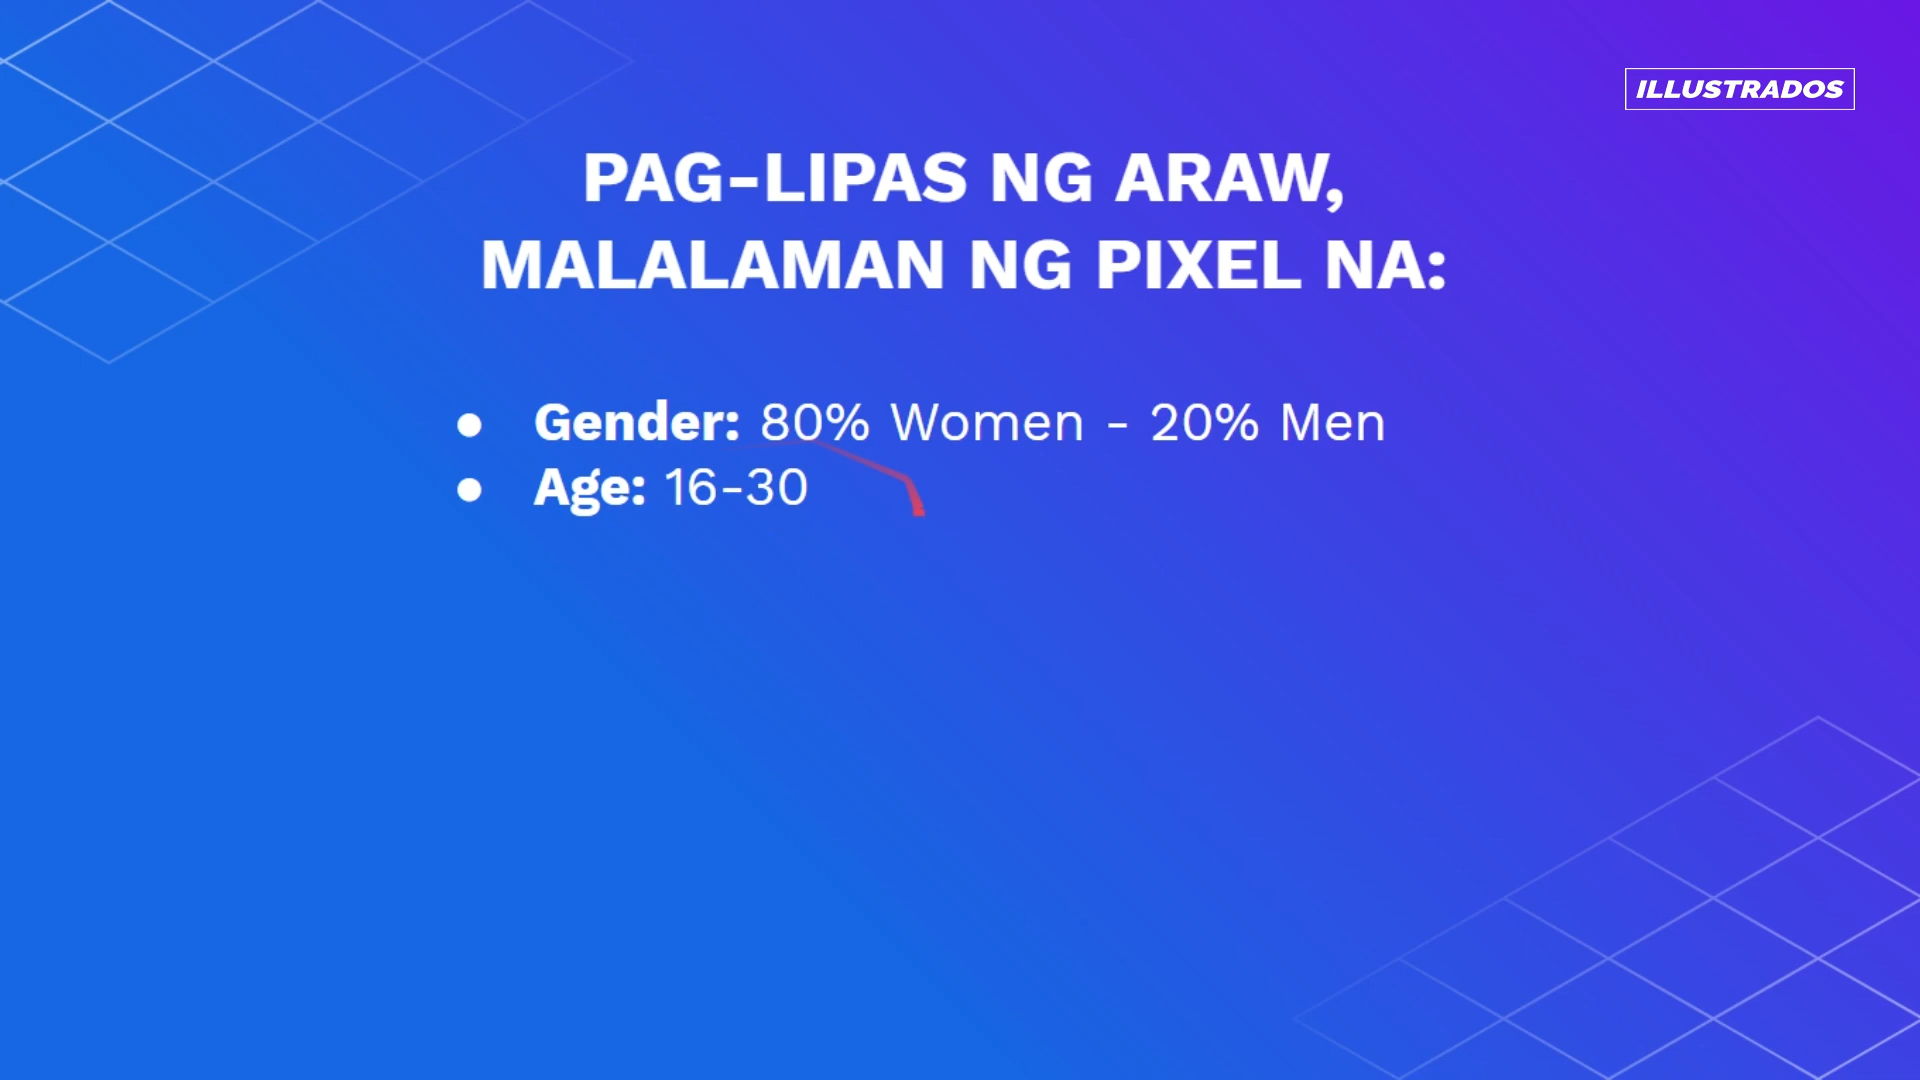 ILLUSTRADOS
PAG-LIPAS NG ARAW,
MALALAMAN NG PIXEL NA:
● Gender: 80% Women - 20% Men
● Age: 16-30